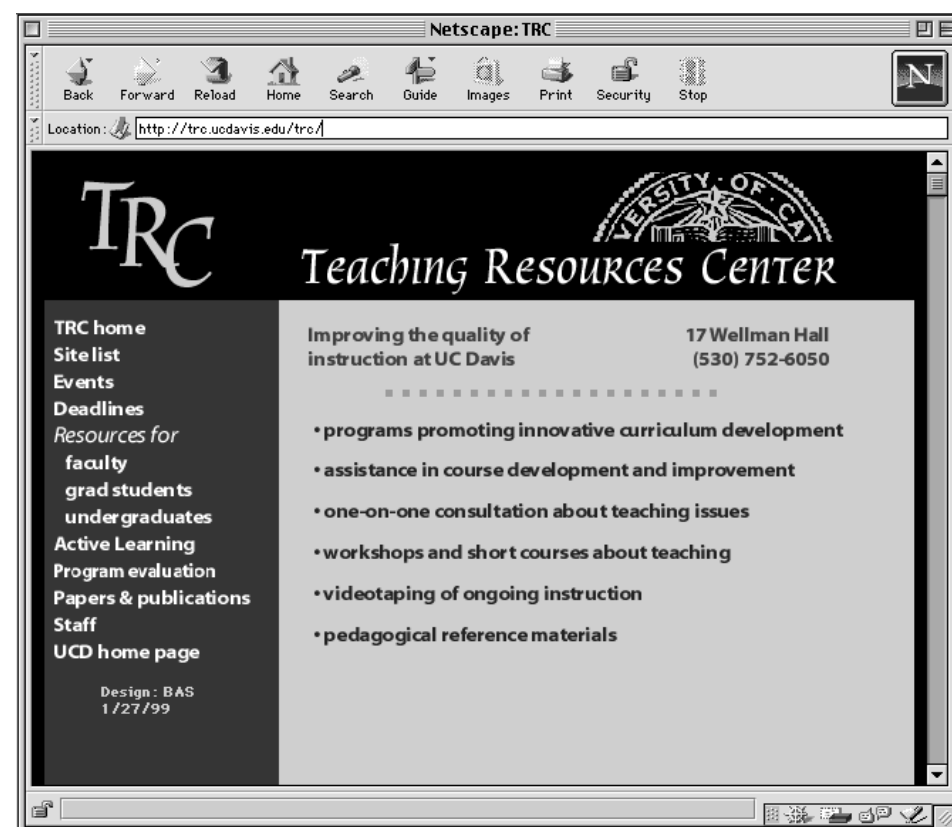 Netscape: TRC
Back Forward Reload Home Search Guide Images Print Security Stop
N
Location: http://trc.ucdavis.edu/trc/
TRC
VERSITY · OF · CA
Teaching Resources Center
TRC home
Site list
Events
Deadlines
Resources for
faculty
grad students
undergraduates
Active Learning
Program evaluation
Papers & publications
Staff
UCD home page
Design: BAS
1/27/99
Improving the quality of
instruction at UC Davis
17 Wellman Hall
(530) 752-6050
• programs promoting innovative curriculum development
• assistance in course development and improvement
• one-on-one consultation about teaching issues
• workshops and short courses about teaching
• videotaping of ongoing instruction
• pedagogical reference materials